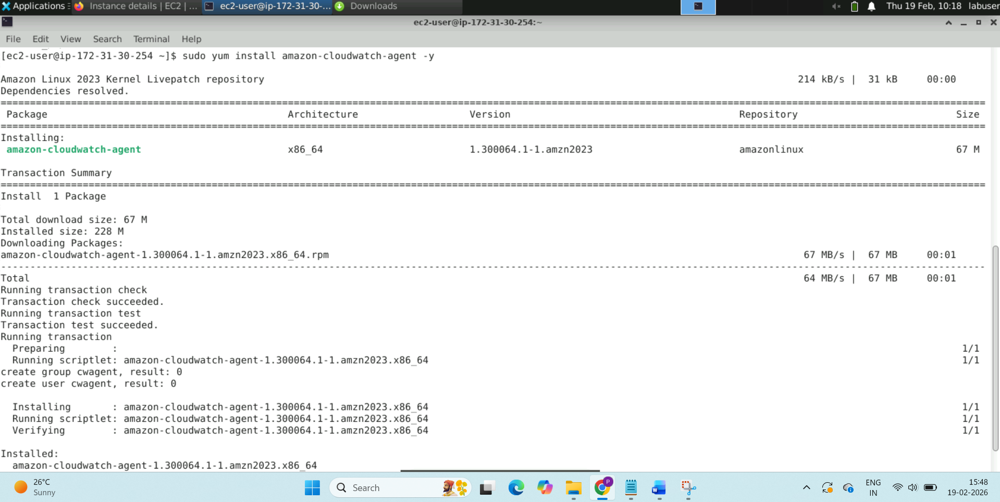 Applications
Instance details | EC2 | ...
ec2-user@ip-172-31-30-...
Downloads
Thu 19 Feb, 10:18
labuser
ec2-user@ip-172-31-30-254:~
File Edit View Search Terminal Help
[ec2-user@ip-172-31-30-254 ~]$ sudo yum install amazon-cloudwatch-agent -y
Amazon Linux 2023 Kernel Livepatch repository 214 kB/s | 31 kB 00:00
Dependencies resolved.
================================================================================
Package Architecture Version Repository Size
================================================================================
Installing:
amazon-cloudwatch-agent x86_64 1.300064.1-1.amzn2023 amazonlinux 67 M
Transaction Summary
================================================================================
Install 1 Package
Total download size: 67 M
Installed size: 228 M
Downloading Packages:
amazon-cloudwatch-agent-1.300064.1-1.amzn2023.x86_64.rpm 67 MB/s | 67 MB 00:01
--------------------------------------------------------------------------------
Total 64 MB/s | 67 MB 00:01
Running transaction check
Transaction check succeeded.
Running transaction test
Transaction test succeeded.
Running transaction
Preparing : 1/1
Running scriptlet: amazon-cloudwatch-agent-1.300064.1-1.amzn2023.x86_64 1/1
create group cwagent, result: 0
create user cwagent, result: 0
Installing : amazon-cloudwatch-agent-1.300064.1-1.amzn2023.x86_64 1/1
Running scriptlet: amazon-cloudwatch-agent-1.300064.1-1.amzn2023.x86_64 1/1
Verifying : amazon-cloudwatch-agent-1.300064.1-1.amzn2023.x86_64 1/1
Installed:
amazon-cloudwatch-agent-1.300064.1-1.amzn2023.x86_64
26°C
Sunny
Search
P
W
ENG
IN
15:48
19-02-2026